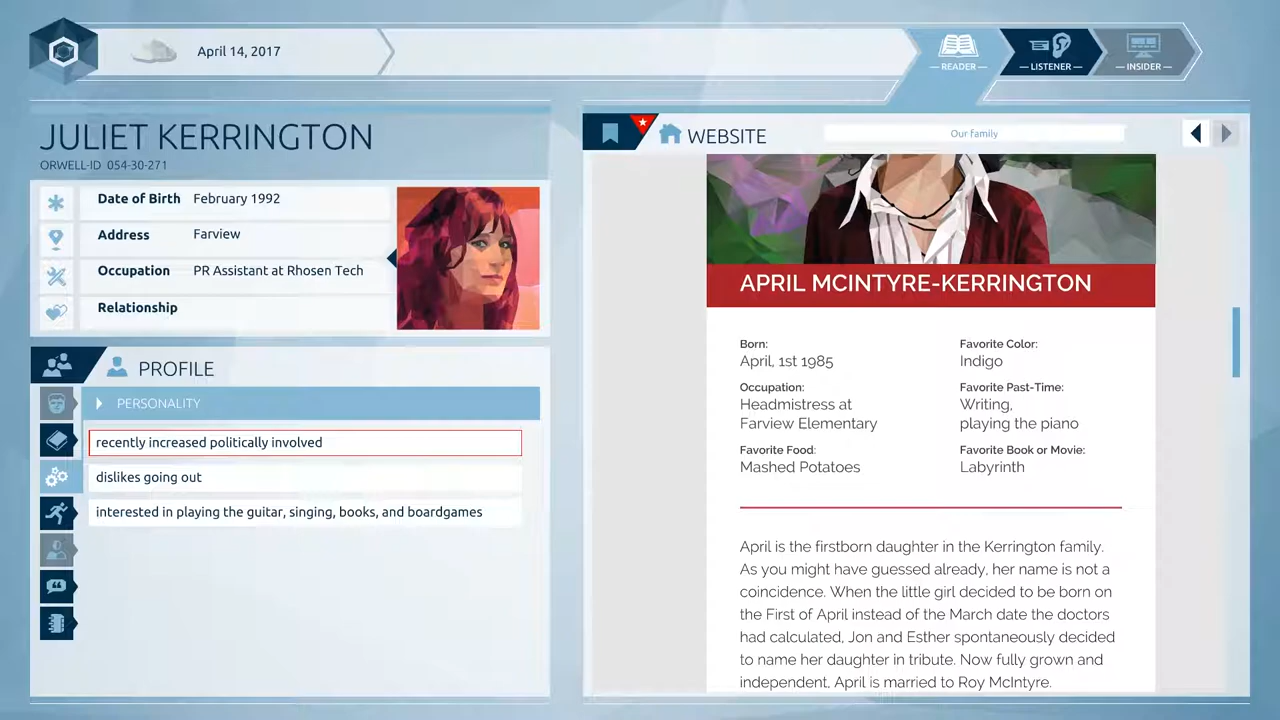 April 14, 2017
— READER —
— LISTENER —
— INSIDER —
JULIET KERRINGTON
ORWELL-ID 054-30-271
Date of Birth February 1992
Address Farview
Occupation PR Assistant at Rhosen Tech
Relationship
PROFILE
PERSONALITY
recently increased politically involved
dislikes going out
interested in playing the guitar, singing, books, and boardgames
WEBSITE
Our family
APRIL MCINTYRE-KERRINGTON
Born:
April, 1st 1985
Occupation:
Headmistress at
Farview Elementary
Favorite Food:
Mashed Potatoes
Favorite Color:
Indigo
Favorite Past-Time:
Writing,
playing the piano
Favorite Book or Movie:
Labyrinth
April is the firstborn daughter in the Kerrington family.
As you might have guessed already, her name is not a
coincidence. When the little girl decided to be born on
the First of April instead of the March date the doctors
had calculated, Jon and Esther spontaneously decided
to name her daughter in tribute. Now fully grown and
independent, April is married to Roy McIntyre.